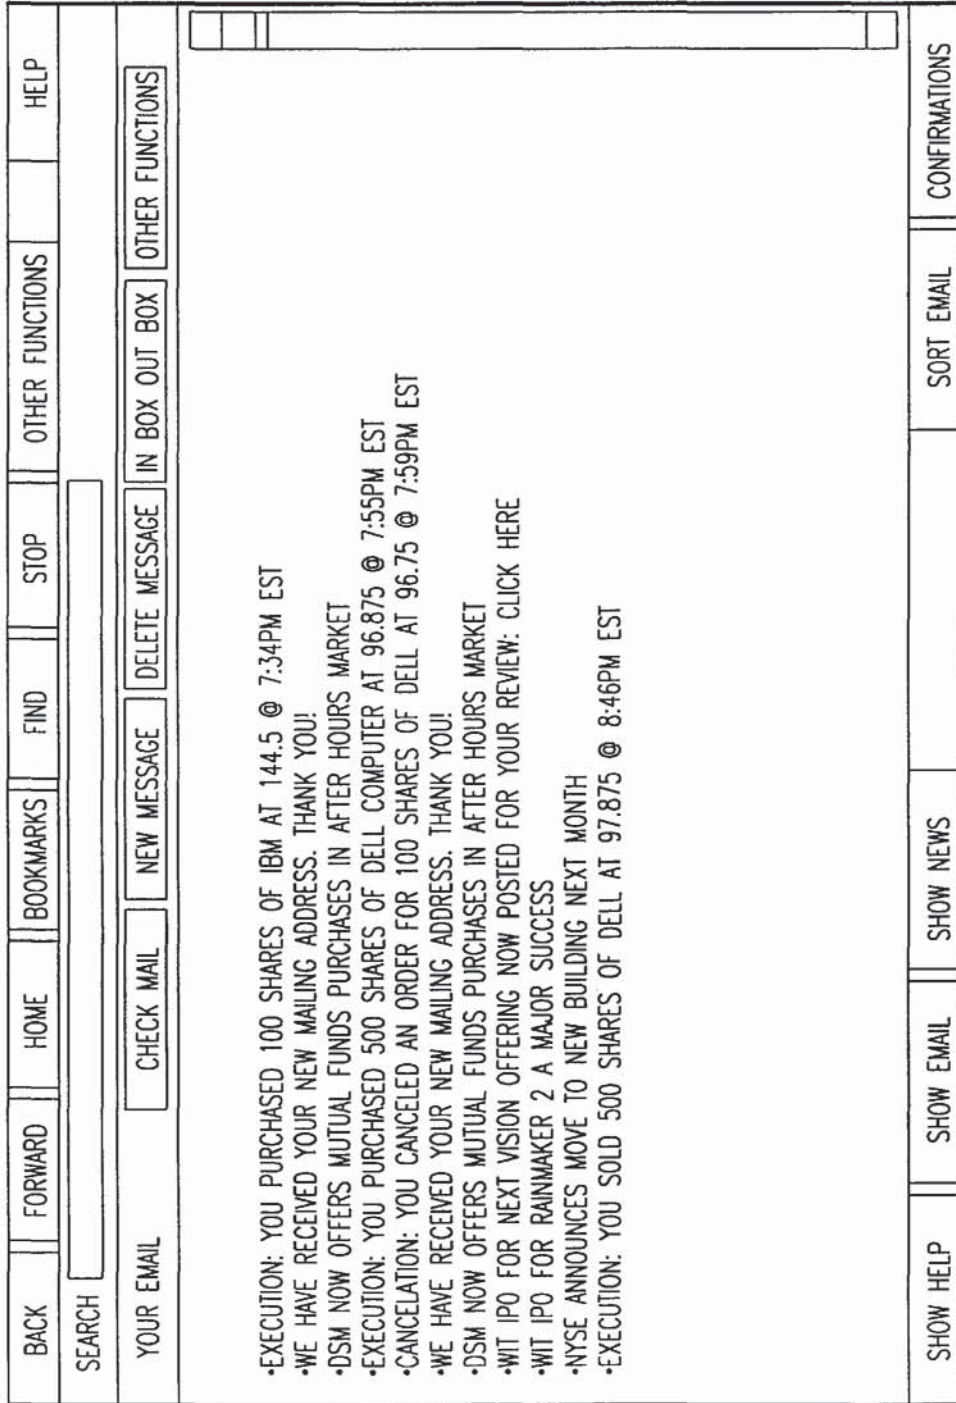 BACK FORWARD HOME BOOKMARKS FIND STOP OTHER FUNCTIONS HELP
SEARCH
YOUR EMAIL CHECK MAIL NEW MESSAGE DELETE MESSAGE IN BOX OUT BOX OTHER FUNCTIONS
•EXECUTION: YOU PURCHASED 100 SHARES OF IBM AT 144.5 @ 7:34PM EST
•WE HAVE RECEIVED YOUR NEW MAILING ADDRESS. THANK YOU!
•DSM NOW OFFERS MUTUAL FUNDS PURCHASES IN AFTER HOURS MARKET
•EXECUTION: YOU PURCHASED 500 SHARES OF DELL COMPUTER AT 96.875 @ 7:55PM EST
•CANCELATION: YOU CANCELED AN ORDER FOR 100 SHARES OF DELL AT 96.75 @ 7:59PM EST
•WE HAVE RECEIVED YOUR NEW MAILING ADDRESS. THANK YOU!
•DSM NOW OFFERS MUTUAL FUNDS PURCHASES IN AFTER HOURS MARKET
•WIT IPO FOR NEXT VISION OFFERING NOW POSTED FOR YOUR REVIEW: CLICK HERE
•WIT IPO FOR RAINMAKER 2 A MAJOR SUCCESS
•NYSE ANNOUNCES MOVE TO NEW BUILDING NEXT MONTH
•EXECUTION: YOU SOLD 500 SHARES OF DELL AT 97.875 @ 8:46PM EST
SHOW HELP SHOW EMAIL SHOW NEWS SORT EMAIL CONFIRMATIONS